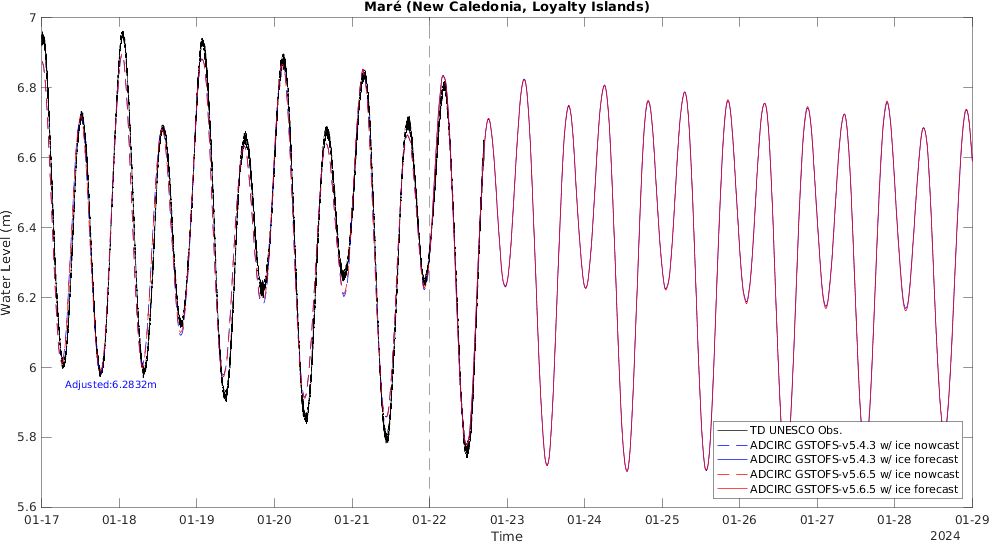 Maré (New Caledonia, Loyalty Islands)
7
6.8
6.6
6.4
6.2
6
5.8
5.6
Water Level (m)
Adjusted:6.2832m
TD UNESCO Obs.
ADCIRC GSTOFS-v5.4.3 w/ ice nowcast
ADCIRC GSTOFS-v5.4.3 w/ ice forecast
ADCIRC GSTOFS-v5.6.5 w/ ice nowcast
ADCIRC GSTOFS-v5.6.5 w/ ice forecast
01-17 01-18 01-19 01-20 01-21 01-22 01-23 01-24 01-25 01-26 01-27 01-28 01-29
Time
2024